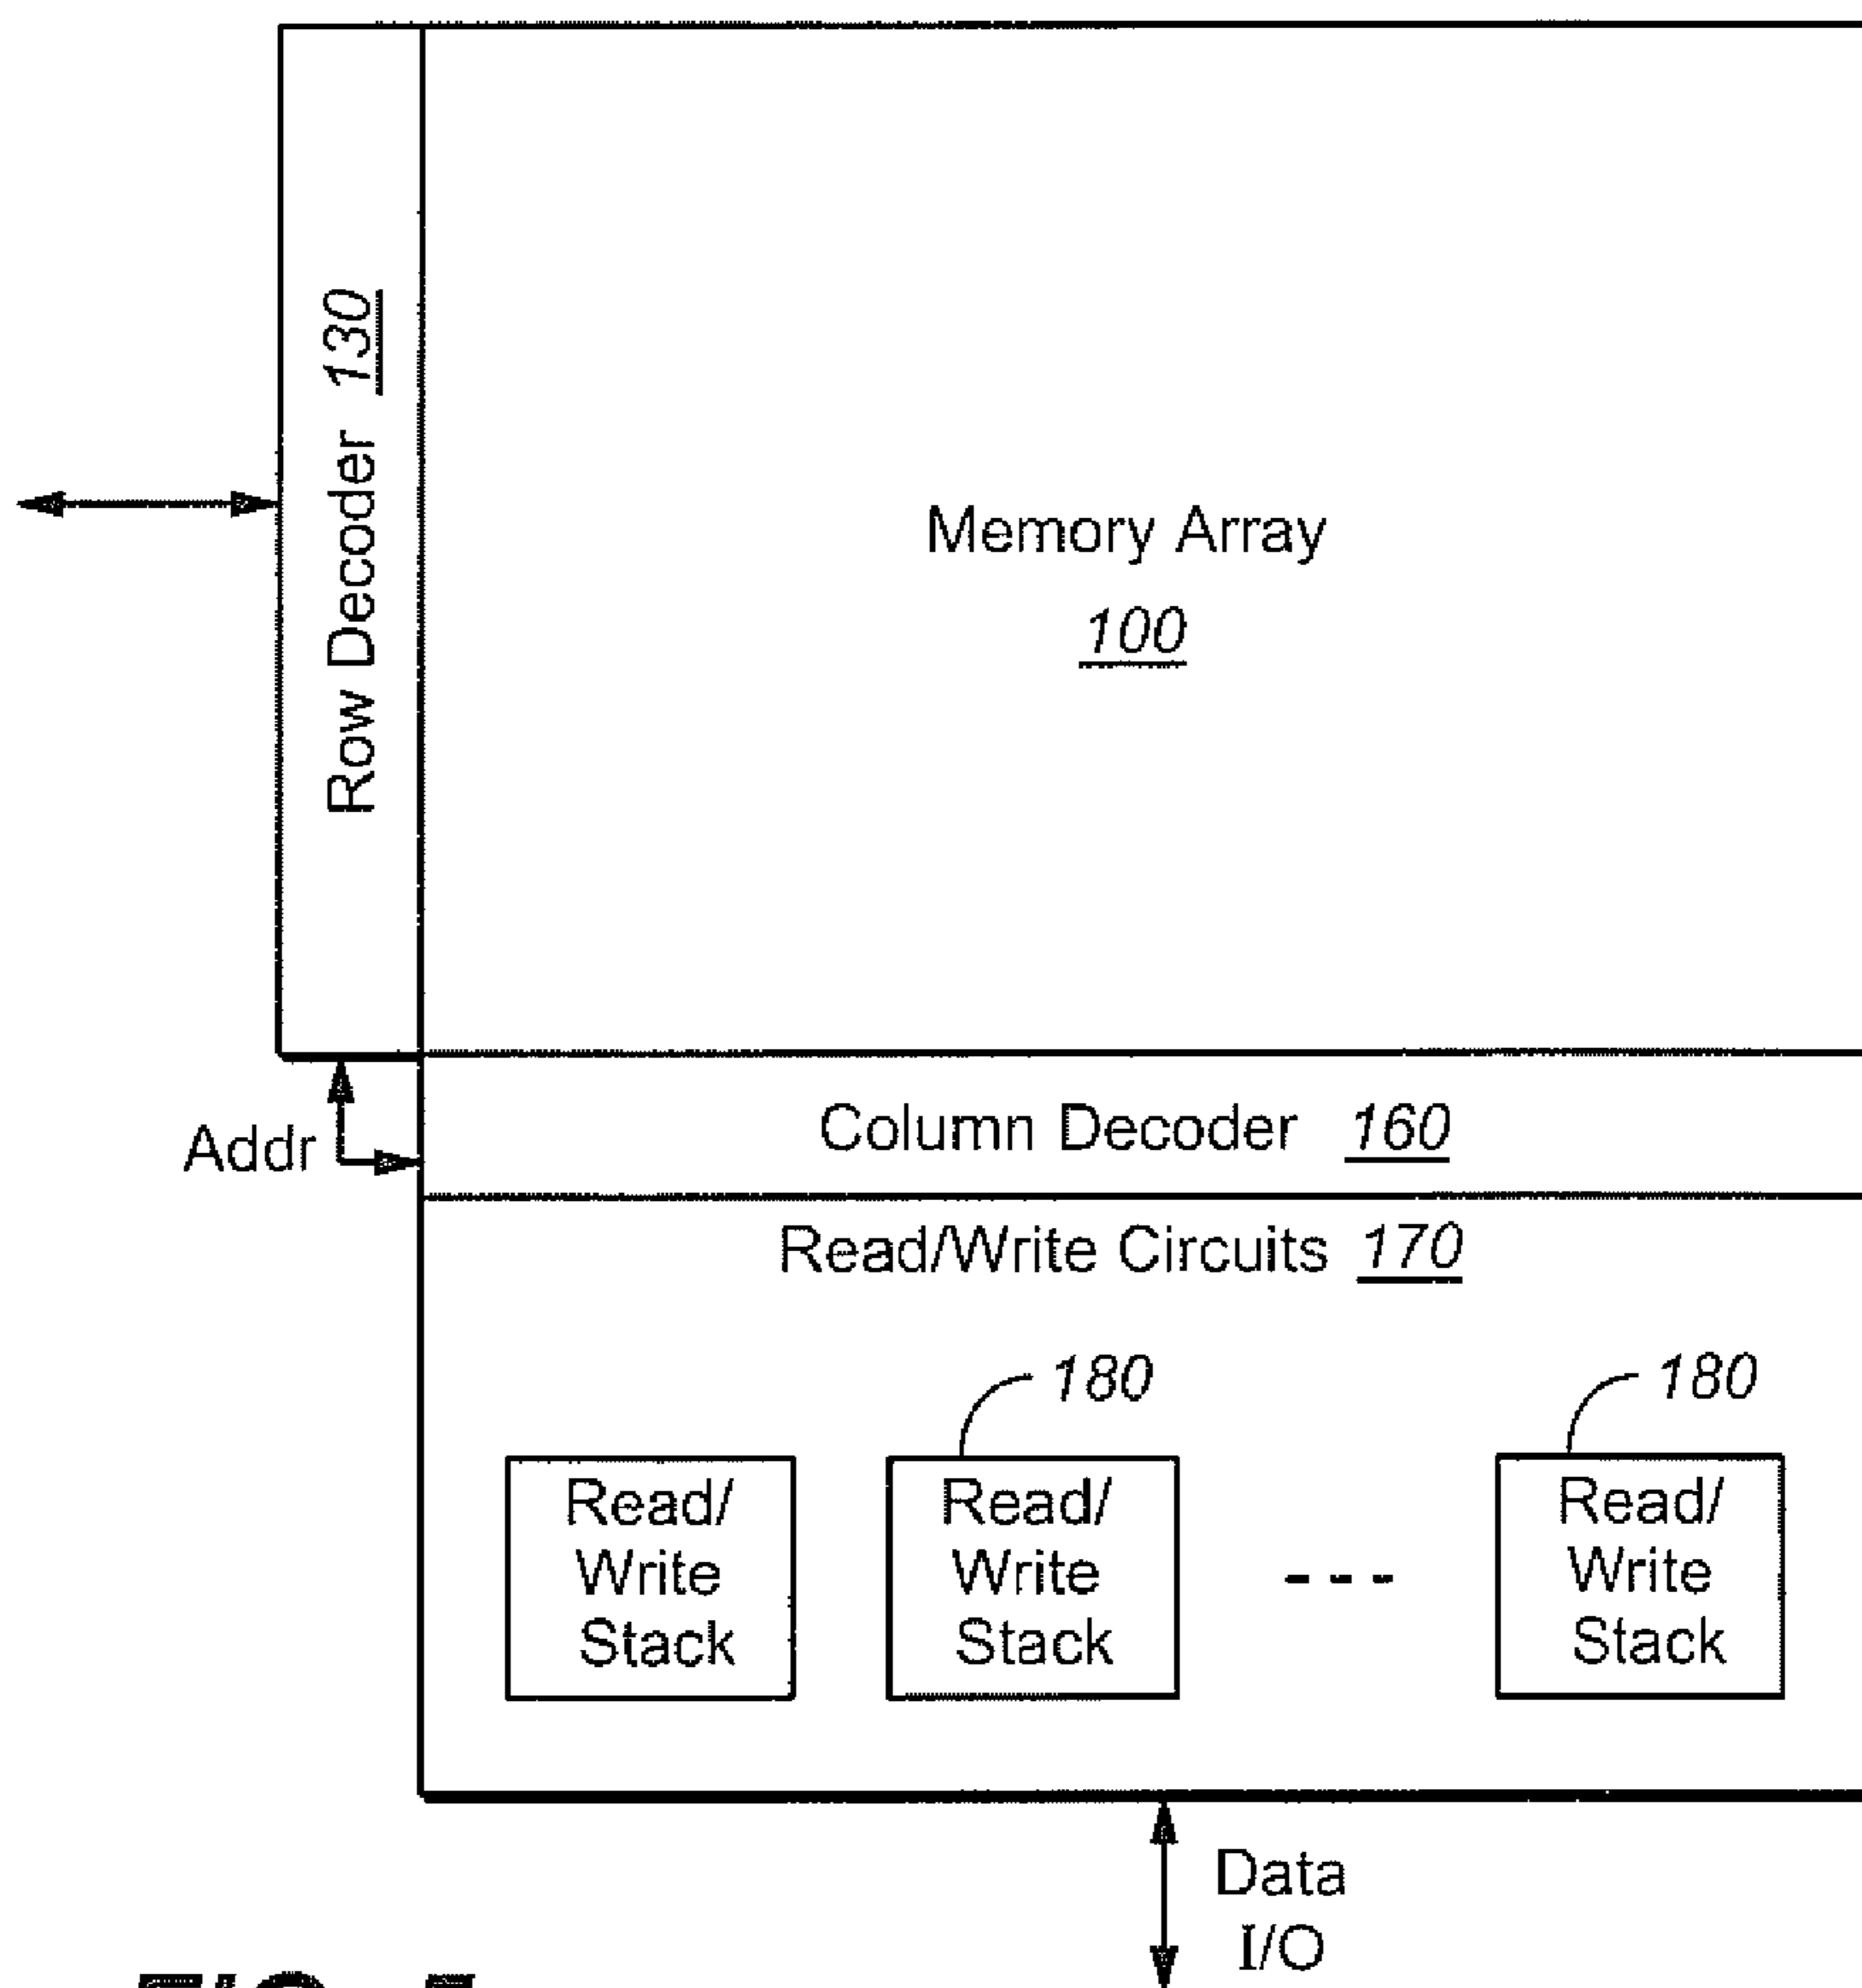 Row Decoder 130
Memory Array
100
Addr
Column Decoder 160
Read/Write Circuits 170
180
180
Read/
Write
Stack
Read/
Write
Stack
- - -
Read/
Write
Stack
Data
I/O